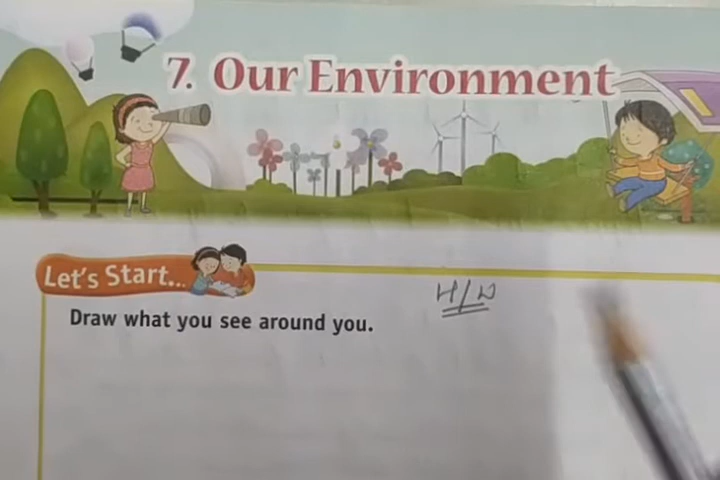 7. Our Environment
Let's Start...
H/W
Draw what you see around you.